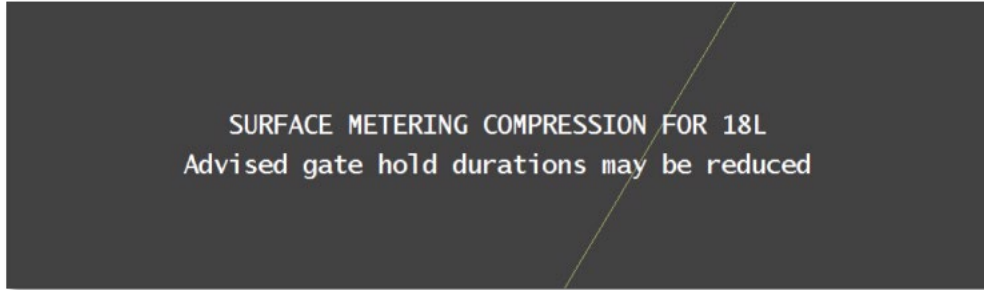 SURFACE METERING COMPRESSION FOR 18L
Advised gate hold durations may be reduced